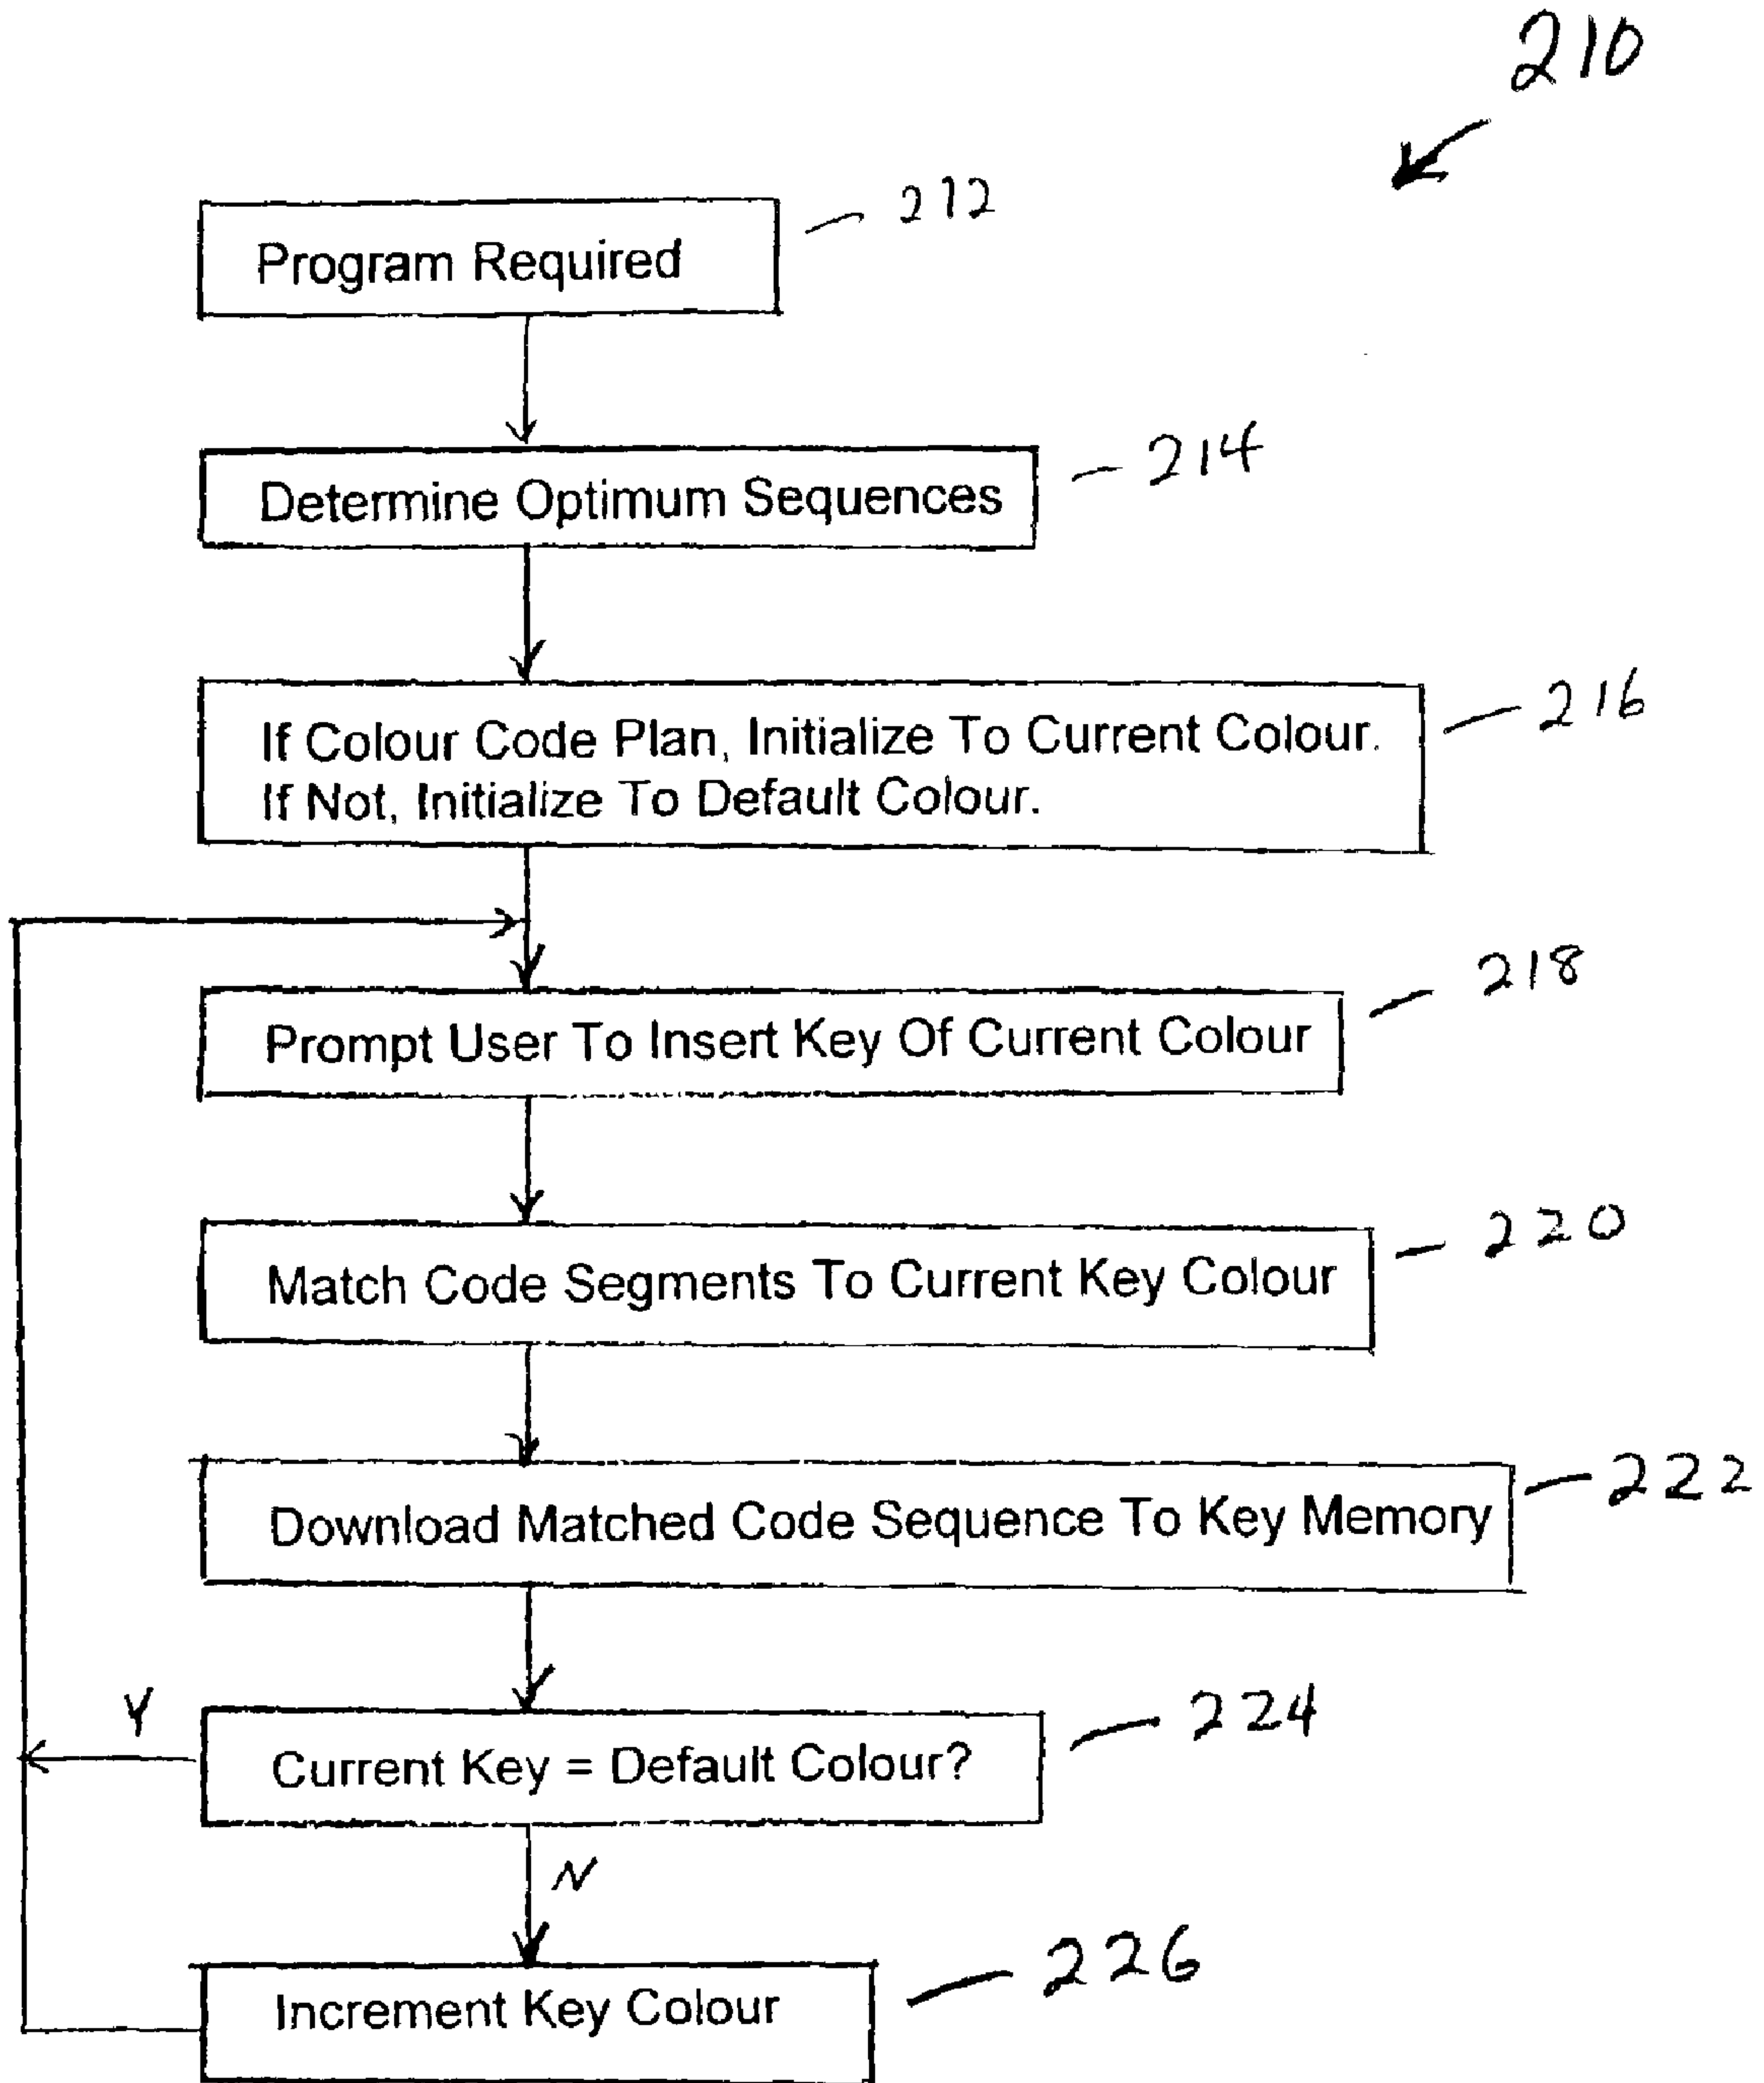 210
Program Required
212
Determine Optimum Sequences
214
If Colour Code Plan, Initialize To Current Colour.
If Not, Initialize To Default Colour.
216
Prompt User To Insert Key Of Current Colour
218
Match Code Segments To Current Key Colour
220
Download Matched Code Sequence To Key Memory
222
Y
Current Key = Default Colour?
224
N
Increment Key Colour
226